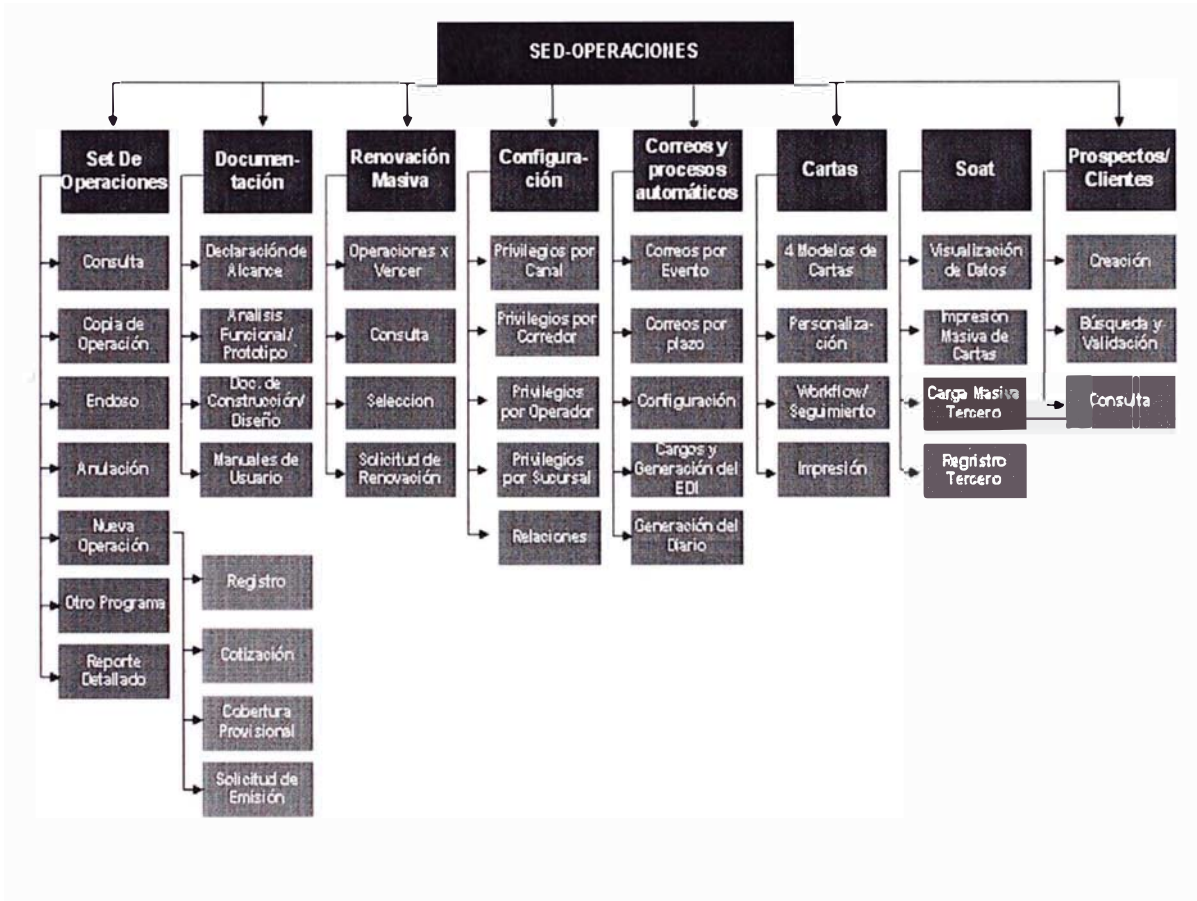 SED-OPERACIONES
Set De
Operaciones
Consulta
Copia de
Operación
Endoso
Anulación
Nueva
Operación
Otro Programa
Reporte
Detallado
Registro
Cotización
Cobertura
Provisional
Solicitud de
Emisión
Documen-
tación
Declaración de
Alcance
Analisis
Funcional/
Prototipo
Doc. de
Construcción/
Diseño
Manuales de
Usuario
Renovación
Masiva
Operaciones x
Vencer
Consulta
Seleccion
Solicitud de
Renovación
Configura-
ción
Privilegios por
Canal
Privilegios por
Corredor
Privilegios
por Operador
Privilegios
por Sucursal
Relaciones
Correos y
procesos
automáticos
Correos por
Evento
Correos por
plazo
Configuración
Cargos y
Generación del
EDI
Generación del
Diario
Cartas
4 Modelos de
Cartas
Personaliza-
ción
Workflow/
Seguimiento
Impresión
Soat
Visualización
de Datos
Impresión
Masiva de
Cartas
Carga Masiva
Tercero
Regristro
Tercero
Prospectos/
Clientes
Creación
Búsqueda y
Validación
Consulta